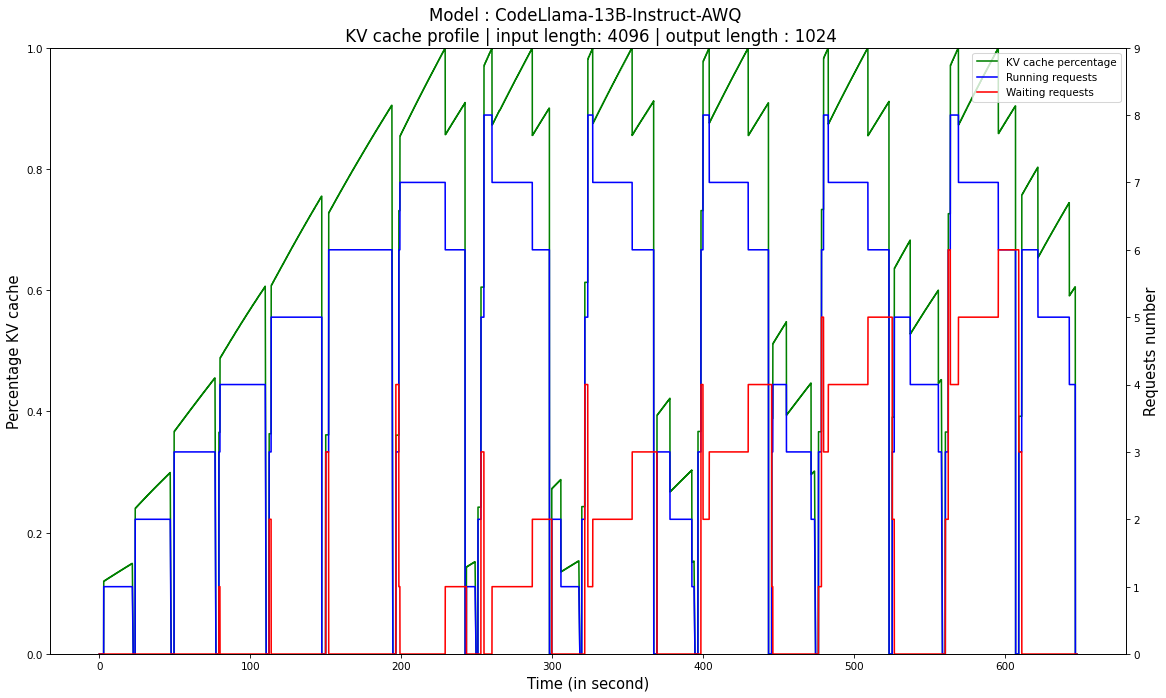 Model : CodeLlama-13B-Instruct-AWQ
KV cache profile | input length: 4096 | output length : 1024
KV cache percentage
Running requests
Waiting requests
Percentage KV cache
1.0
0.8
0.6
0.4
0.2
0.0
9
8
7
6
5
4
3
2
1
0
Requests number
0 100 200 300 400 500 600
Time (in second)